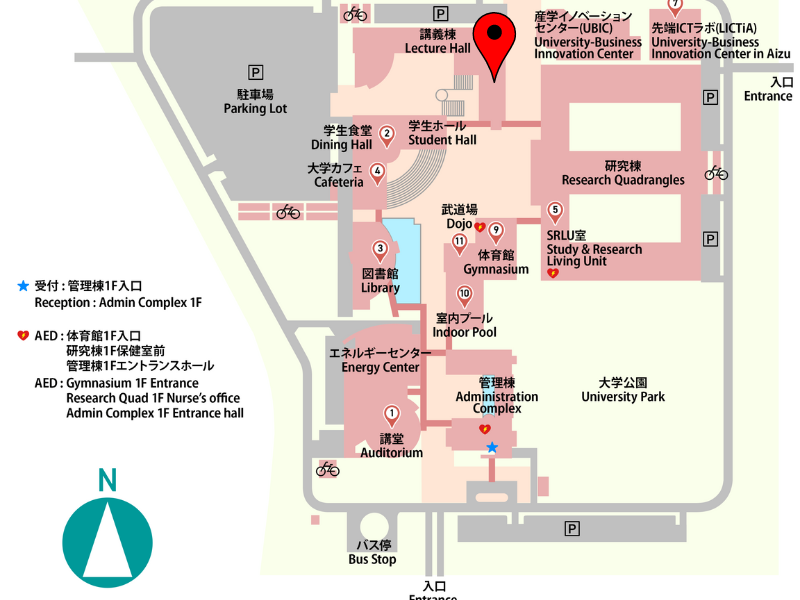 P
講義棟
Lecture Hall
産学イノベーション
センター(UBIC)
University-Business
Innovation Center
7
先端ICTラボ(LICTiA)
University-Business
Innovation Center in Aizu
P
駐車場
Parking Lot
入口
Entrance
P
学生食堂
Dining Hall
2
学生ホール
Student Hall
大学カフェ
Cafeteria
4
研究棟
Research Quadrangles
武道場
Dojo
5
SRLU室
Study & Research
Living Unit
P
9
11
体育館
Gymnasium
3
図書館
Library
10
室内プール
Indoor Pool
受付 : 管理棟1F入口
Reception : Admin Complex 1F
AED : 体育館1F入口
研究棟1F保健室前
管理棟1Fエントランスホール
AED : Gymnasium 1F Entrance
Research Quad 1F Nurse's office
Admin Complex 1F Entrance hall
エネルギーセンター
Energy Center
管理棟
Administration
Complex
大学公園
University Park
1
講堂
Auditorium
N
P
バス停
Bus Stop
入口
Entrance